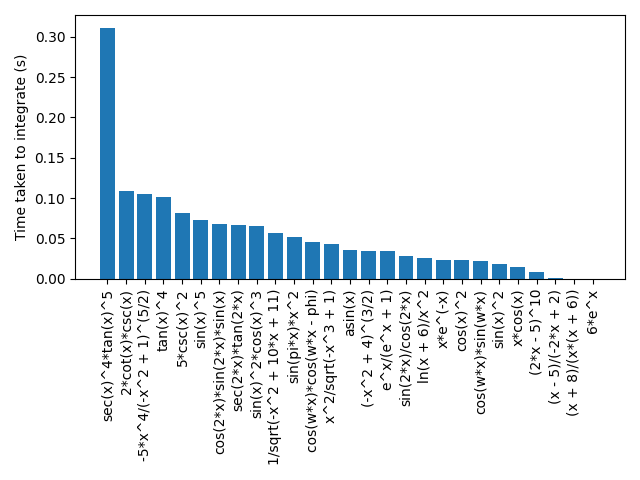 Time taken to integrate (s)
0.30
0.25
0.20
0.15
0.10
0.05
0.00
sec(x)^4*tan(x)^5
2*cot(x)*csc(x)
-5*x^4/(-x^2 + 1)^(5/2)
tan(x)^4
5*csc(x)^2
sin(x)^5
cos(2*x)*sin(2*x)*sin(x)
sec(2*x)*tan(2*x)
sin(x)^2*cos(x)^3
1/sqrt(-x^2 + 10*x + 11)
sin(pi*x)*x^2
cos(w*x)*cos(w*x - phi)
x^2/sqrt(-x^3 + 1)
asin(x)
(-x^2 + 4)^(3/2)
e^x/(e^x + 1)
sin(2*x)/cos(2*x)
ln(x + 6)/x^2
x*e^(-x)
cos(x)^2
cos(w*x)*sin(w*x)
sin(x)^2
x*cos(x)
(2*x - 5)^10
(x - 5)/(-2*x + 2)
(x + 8)/(x*(x + 6))
6*e^x